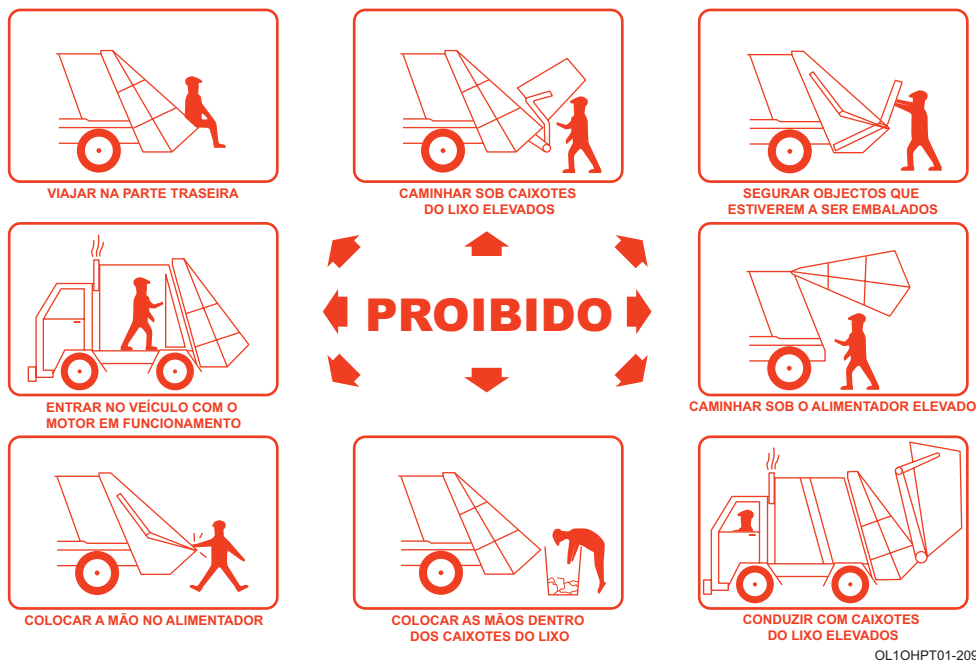 VIAJAR NA PARTE TRASEIRA
CAMINHAR SOB CAIXOTES
DO LIXO ELEVADOS
SEGURAR OBJECTOS QUE
ESTIVEREM A SER EMBALADOS
PROIBIDO
ENTRAR NO VEÍCULO COM O
MOTOR EM FUNCIONAMENTO
CAMINHAR SOB O ALIMENTADOR ELEVADO
COLOCAR A MÃO NO ALIMENTADOR
COLOCAR AS MÃOS DENTRO
DOS CAIXOTES DO LIXO
CONDUZIR COM CAIXOTES
DO LIXO ELEVADOS
OL1OHPT01-209